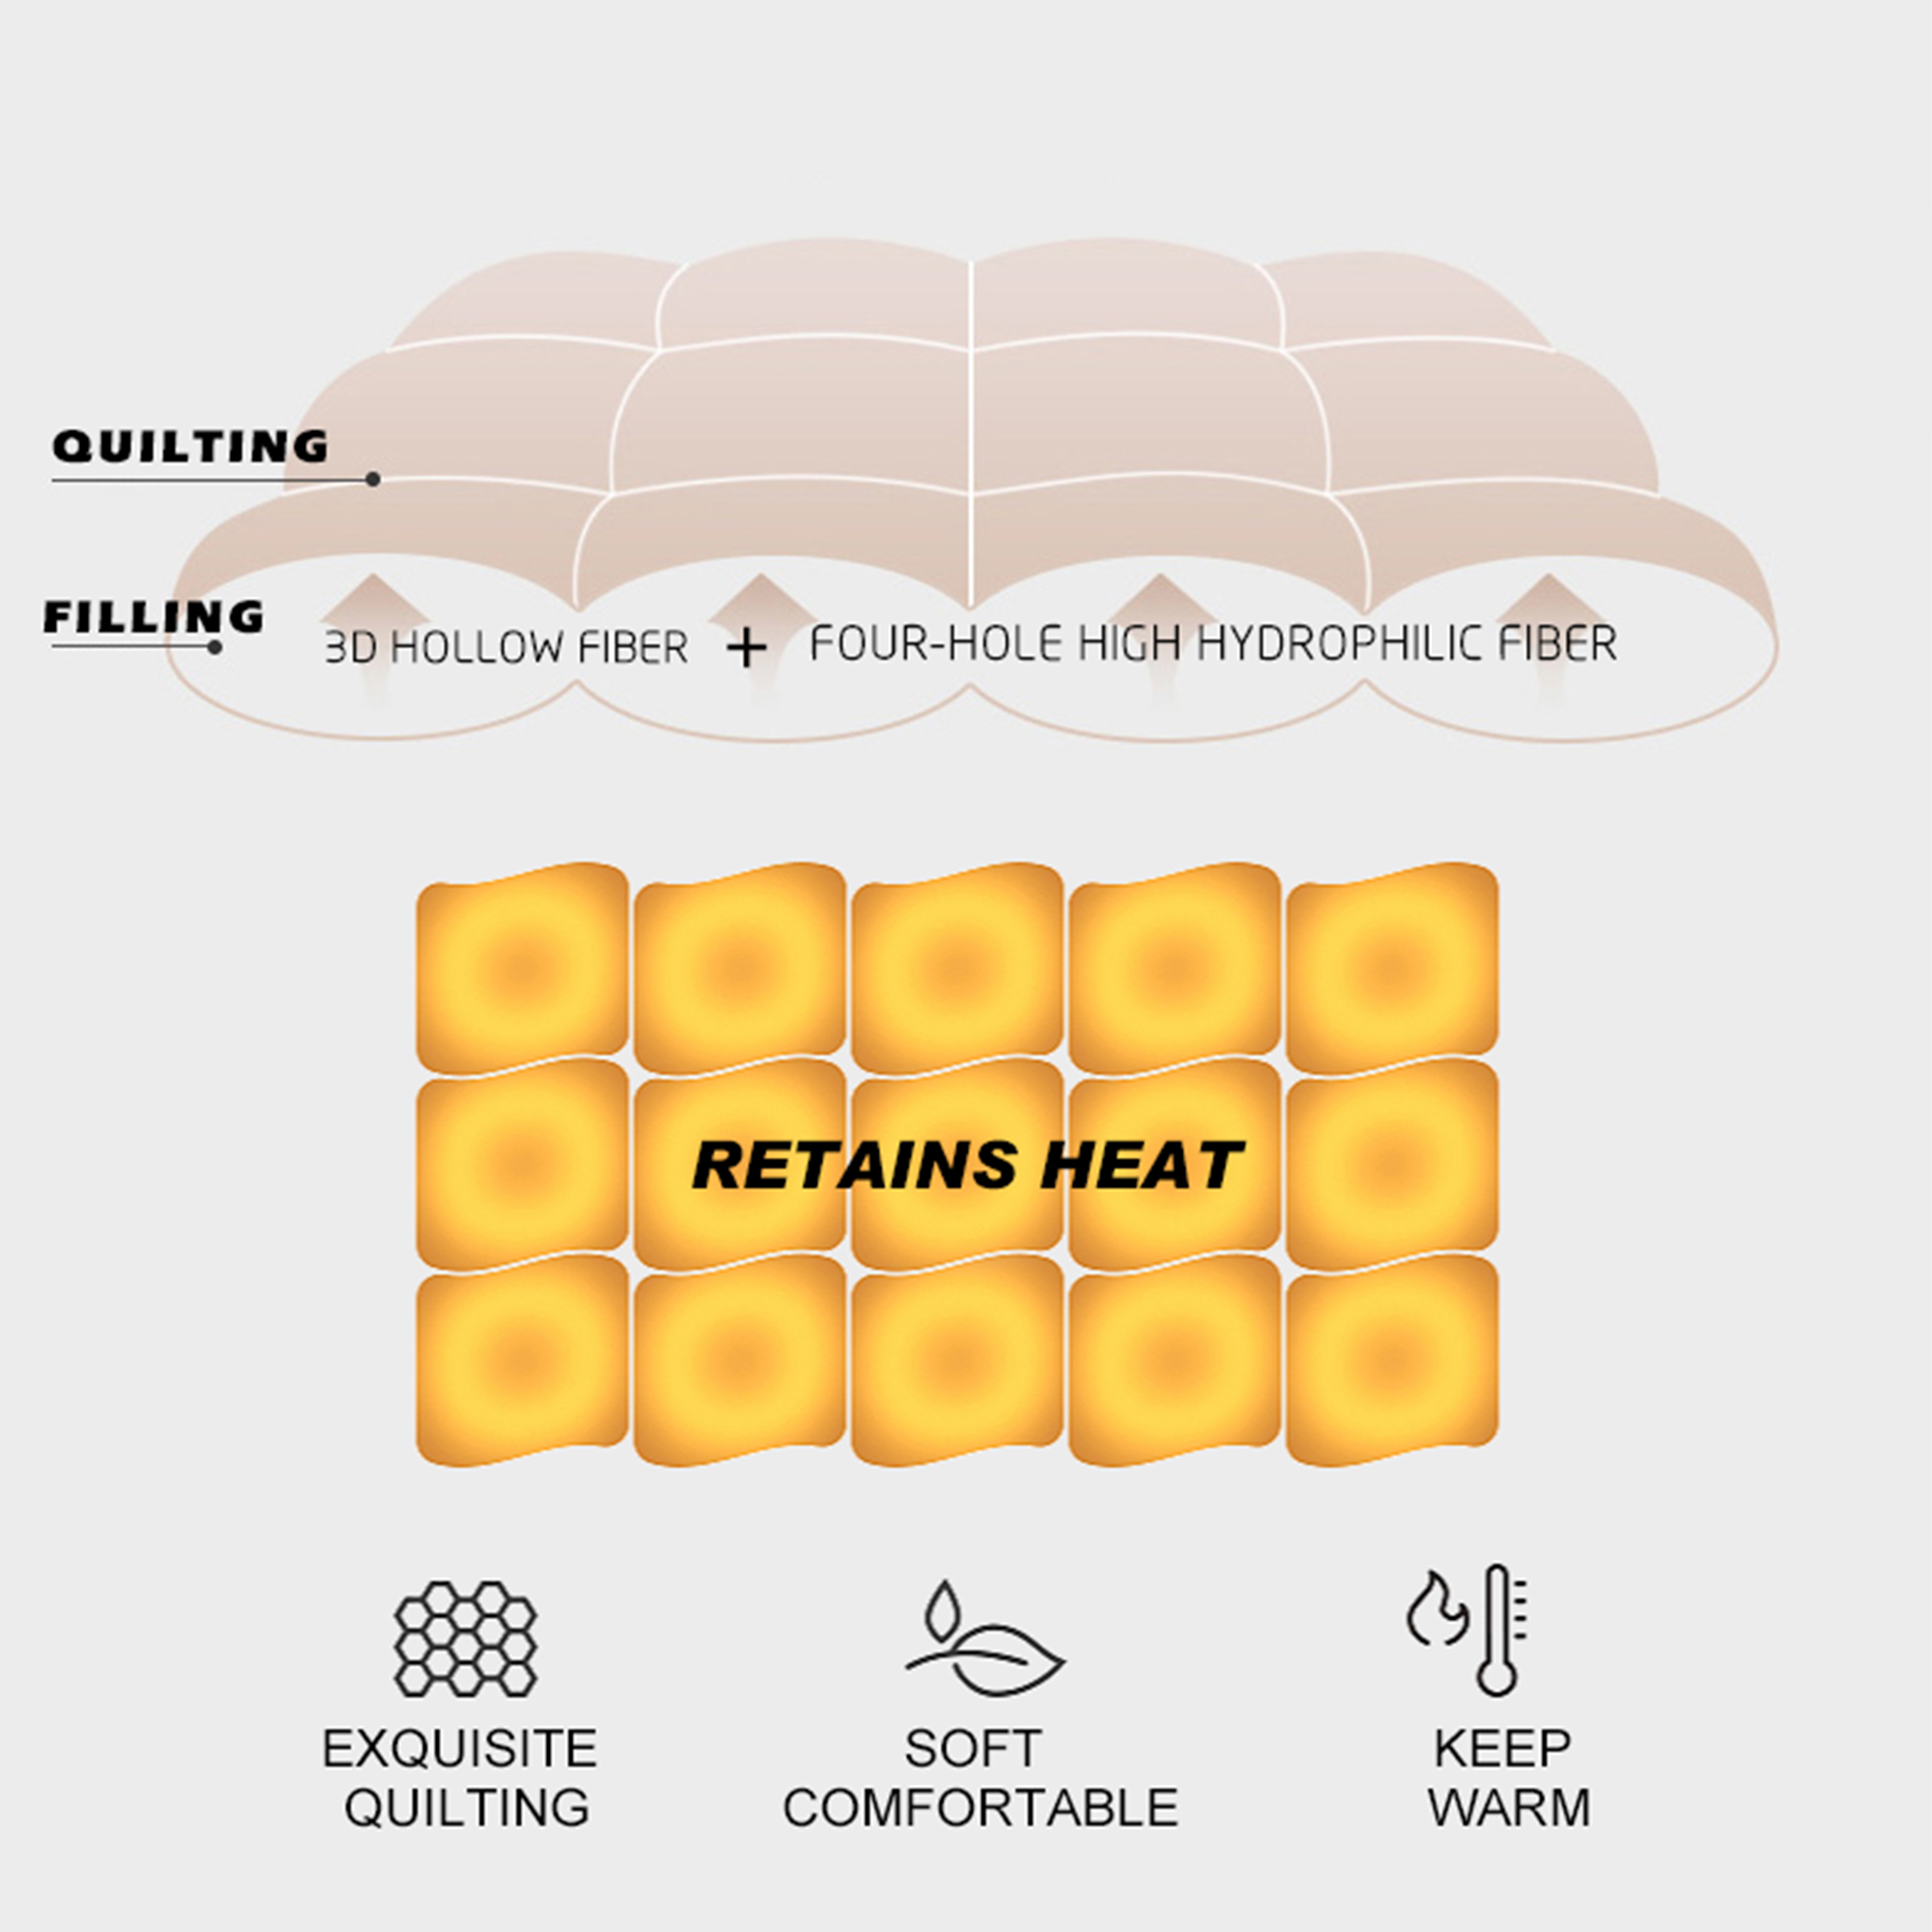 QUILTING
FILLING
3D HOLLOW FIBER + FOUR-HOLE HIGH HYDROPHILIC FIBER
RETAINS HEAT
EXQUISITE
QUILTING
SOFT
COMFORTABLE
KEEP
WARM